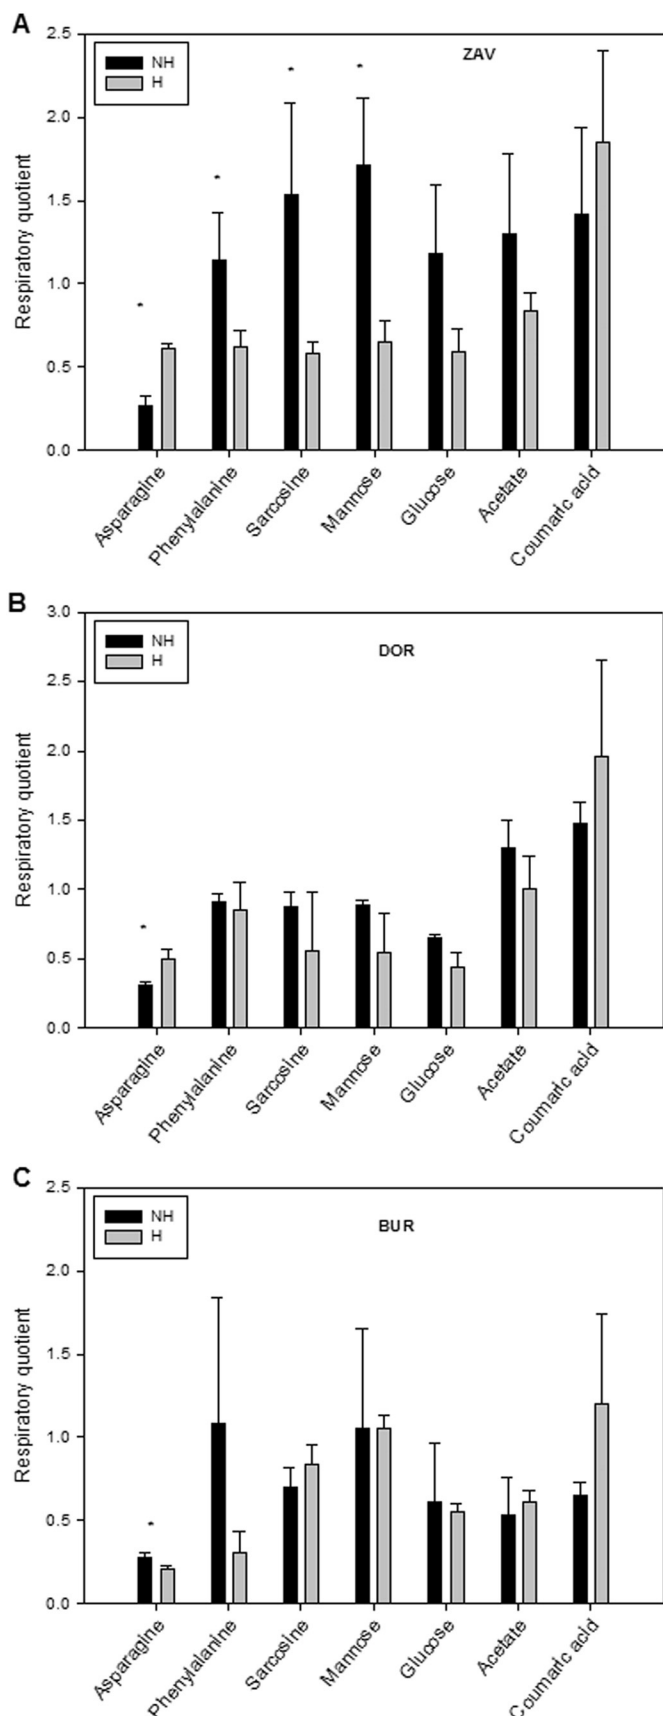 A
ZAV
NH
H
*
*
*
*
2.5
2.0
1.5
1.0
0.5
0.0
Respiratory quotient
Asparagine
Phenylalanine
Sarcosine
Mannose
Glucose
Acetate
Coumaric acid
B
DOR
NH
H
*
3.0
2.5
2.0
1.5
1.0
0.5
0.0
Respiratory quotient
Asparagine
Phenylalanine
Sarcosine
Mannose
Glucose
Acetate
Coumaric acid
C
BUR
NH
H
*
2.5
2.0
1.5
1.0
0.5
0.0
Respiratory quotient
Asparagine
Phenylalanine
Sarcosine
Mannose
Glucose
Acetate
Coumaric acid